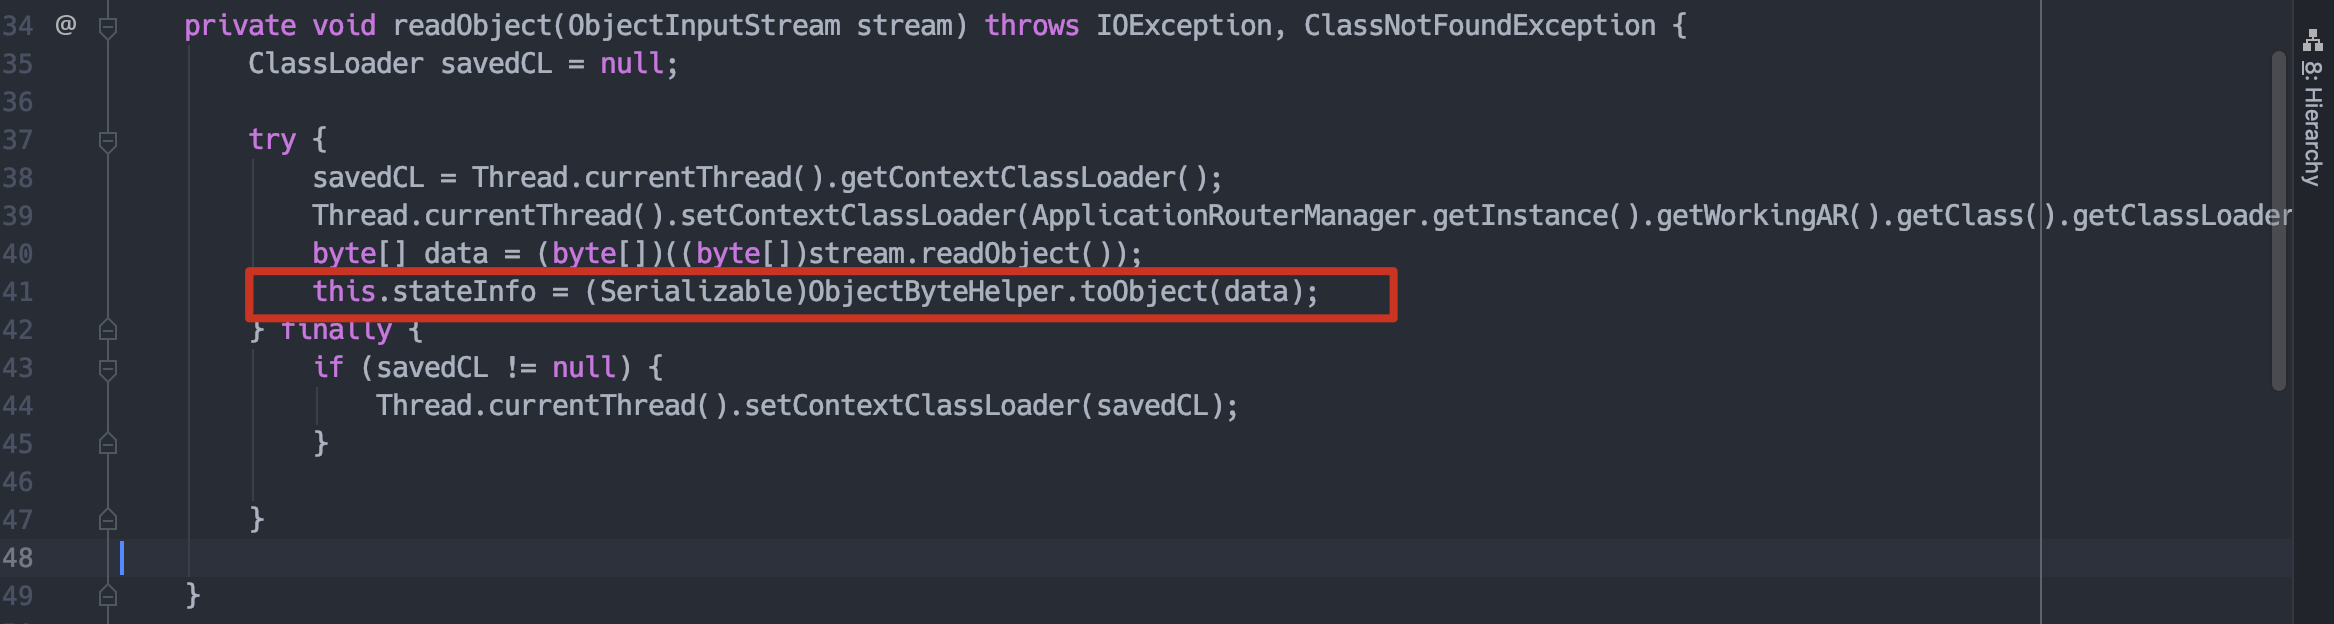 34 @ private void readObject(ObjectInputStream stream) throws IOException, ClassNotFoundException {
35 ClassLoader savedCL = null;
36
37 try {
38 savedCL = Thread.currentThread().getContextClassLoader();
39 Thread.currentThread().setContextClassLoader(ApplicationRouterManager.getInstance().getWorkingAR().getClass().getClassLoader
40 byte[] data = (byte[])((byte[])stream.readObject());
41 this.stateInfo = (Serializable)ObjectByteHelper.toObject(data);
42 } finally {
43 if (savedCL != null) {
44 Thread.currentThread().setContextClassLoader(savedCL);
45 }
46
47 }
48
49 }
8: Hierarchy